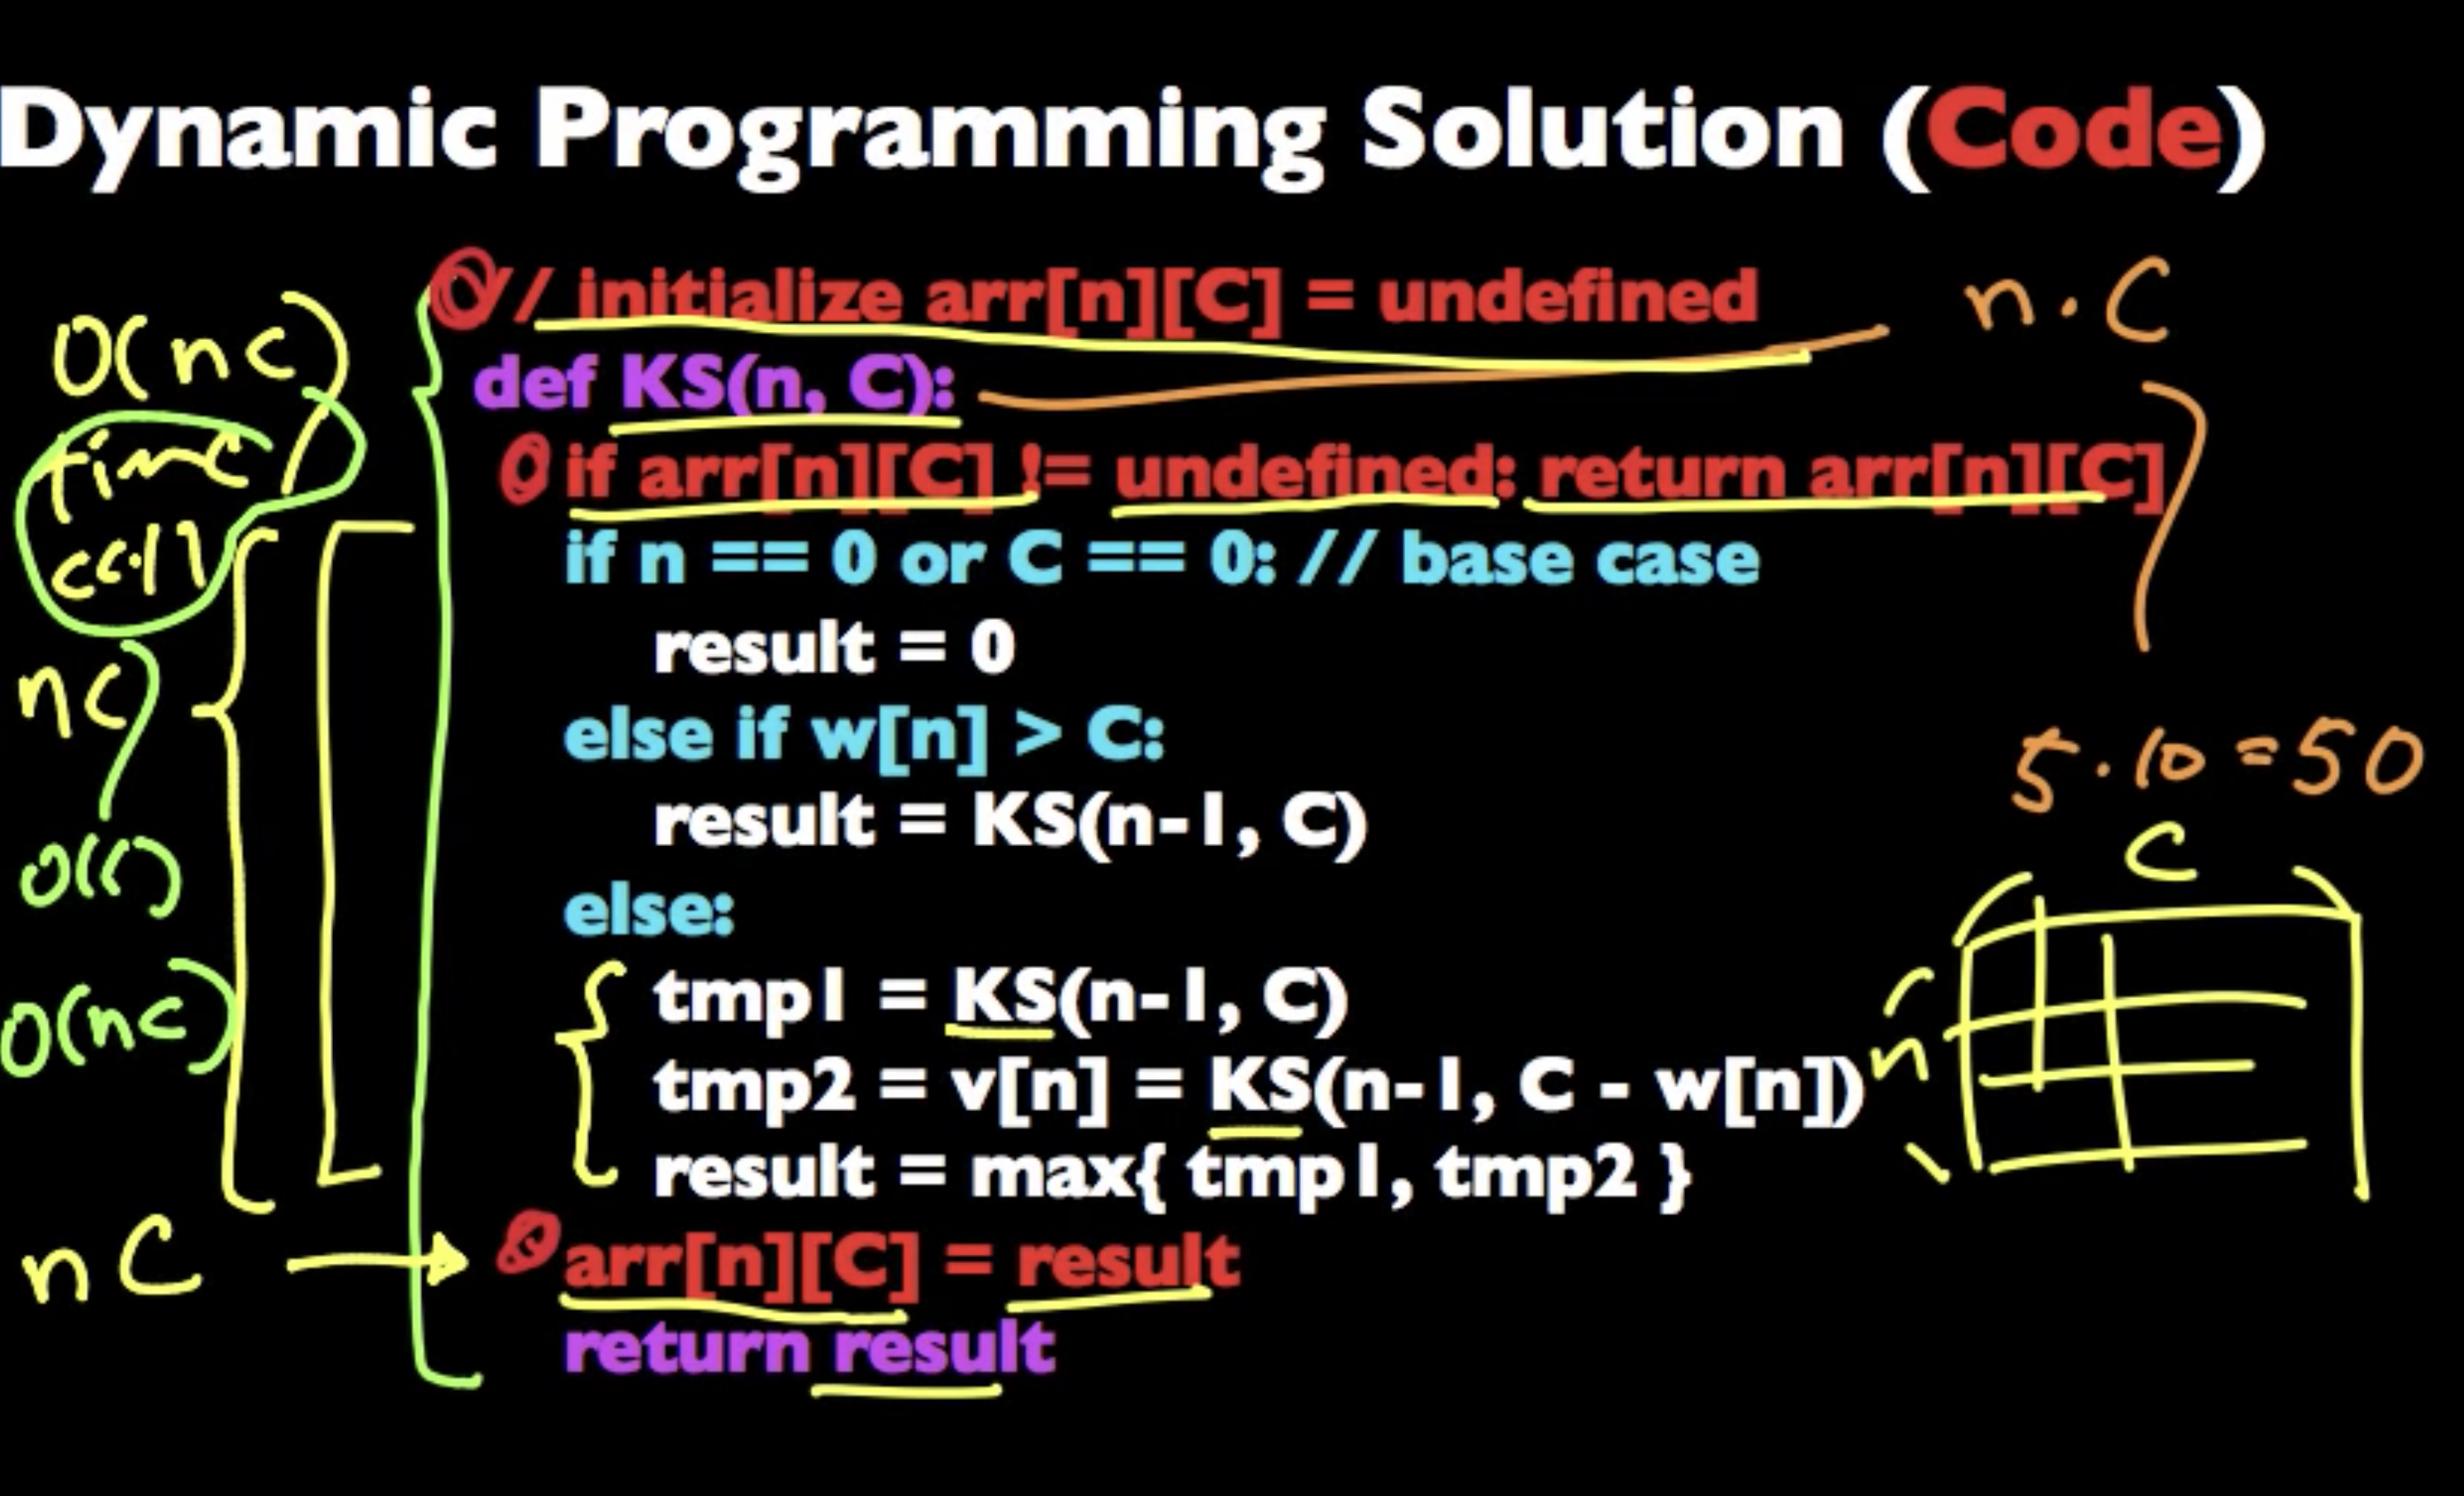 Dynamic Programming Solution (Code)
// initialize arr[n][C] = undefined
n · C
def KS(n, C):
O(nc)
if arr[n][C] != undefined: return arr[n][C]
time
call
if n == 0 or C == 0: // base case
result = 0
nc
else if w[n] > C:
5 · 10 = 50
result = KS(n-1, C)
C
else:
tmp1 = KS(n-1, C)
O(nc)
tmp2 = v[n] = KS(n-1, C - w[n])
n
result = max{ tmp1, tmp2 }
nC
arr[n][C] = result
return result